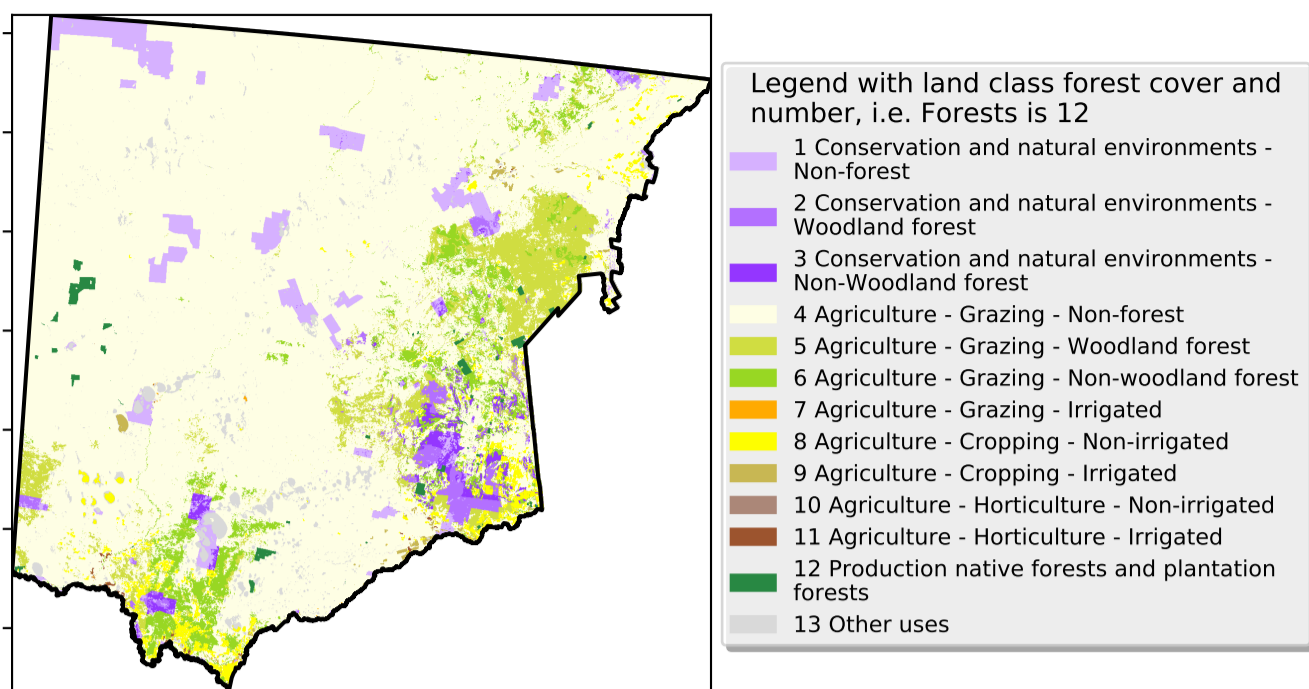 Legend with land class forest cover and
number, i.e. Forests is 12
1 Conservation and natural environments -
Non-forest
2 Conservation and natural environments -
Woodland forest
3 Conservation and natural environments -
Non-Woodland forest
4 Agriculture - Grazing - Non-forest
5 Agriculture - Grazing - Woodland forest
6 Agriculture - Grazing - Non-woodland forest
7 Agriculture - Grazing - Irrigated
8 Agriculture - Cropping - Non-irrigated
9 Agriculture - Cropping - Irrigated
10 Agriculture - Horticulture - Non-irrigated
11 Agriculture - Horticulture - Irrigated
12 Production native forests and plantation
forests
13 Other uses